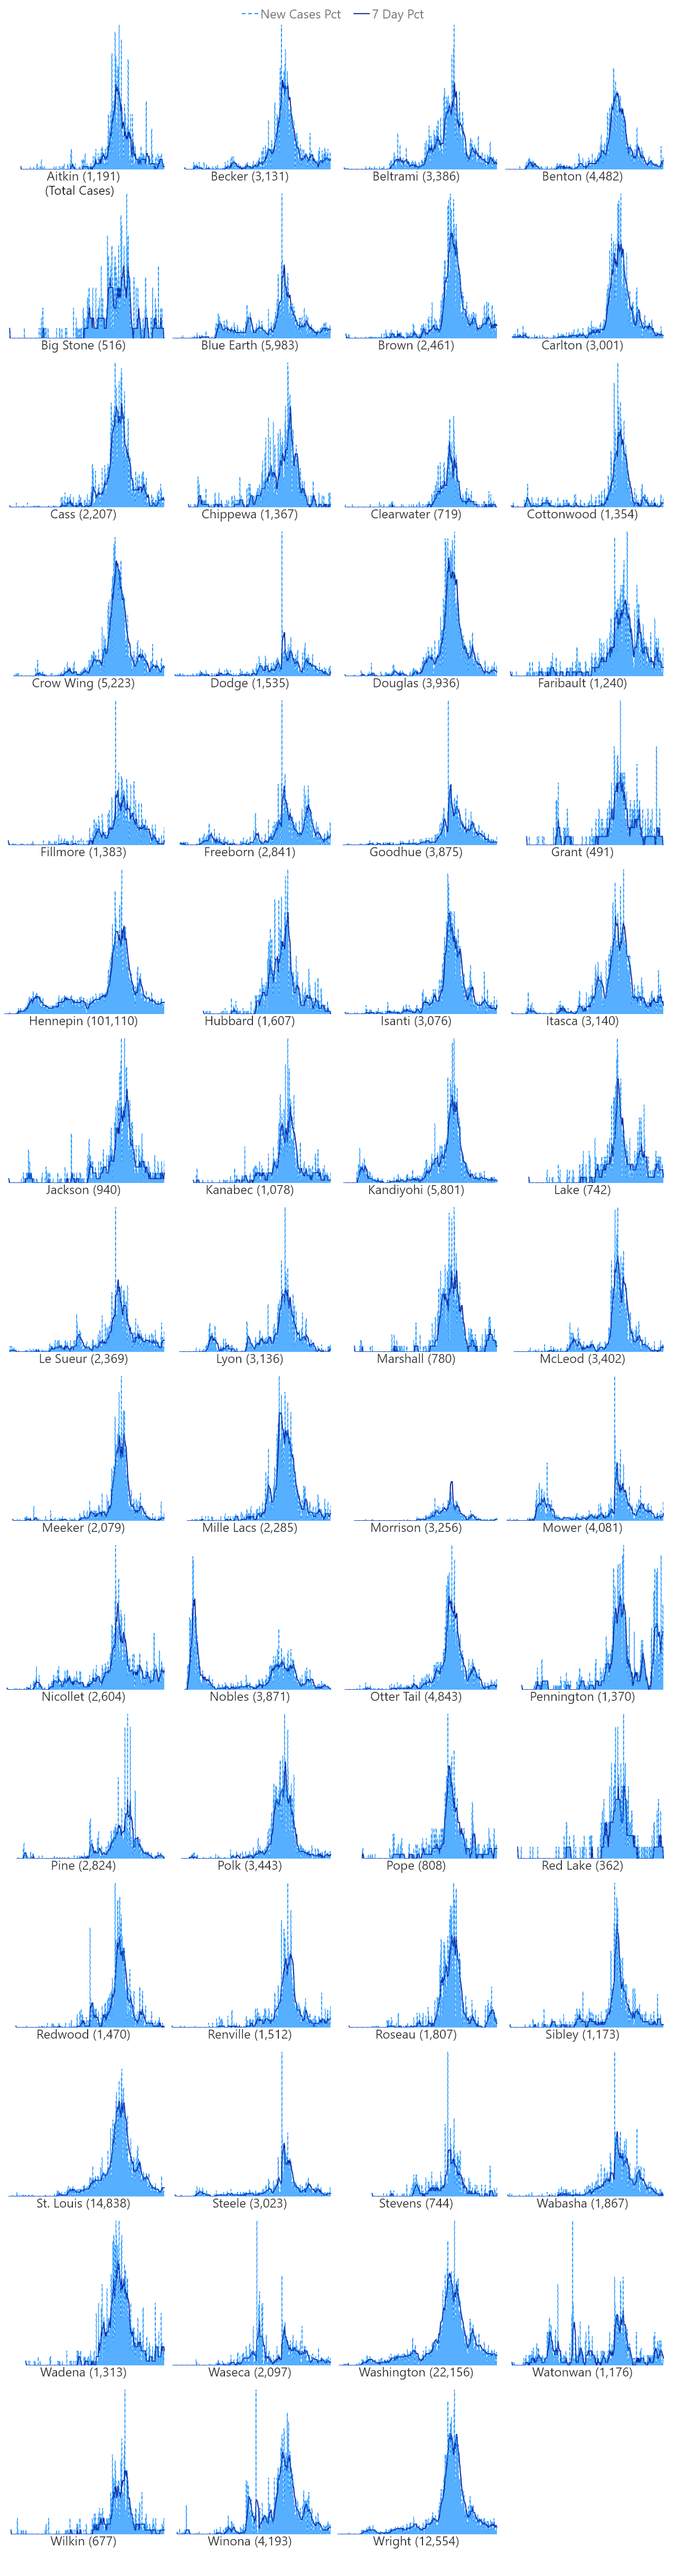 New Cases Pct 7 Day Pct
Aitkin (1,191) Becker (3,131) Beltrami (3,386) Benton (4,482)
(Total Cases)
Big Stone (516) Blue Earth (5,983) Brown (2,461) Carlton (3,001)
Cass (2,207) Chippewa (1,367) Clearwater (719) Cottonwood (1,354)
Crow Wing (5,223) Dodge (1,535) Douglas (3,936) Faribault (1,240)
Fillmore (1,383) Freeborn (2,841) Goodhue (3,875) Grant (491)
Hennepin (101,110) Hubbard (1,607) Isanti (3,076) Itasca (3,140)
Jackson (940) Kanabec (1,078) Kandiyohi (5,801) Lake (742)
Le Sueur (2,369) Lyon (3,136) Marshall (780) McLeod (3,402)
Meeker (2,079) Mille Lacs (2,285) Morrison (3,256) Mower (4,081)
Nicollet (2,604) Nobles (3,871) Otter Tail (4,843) Pennington (1,370)
Pine (2,824) Polk (3,443) Pope (808) Red Lake (362)
Redwood (1,470) Renville (1,512) Roseau (1,807) Sibley (1,173)
St. Louis (14,838) Steele (3,023) Stevens (744) Wabasha (1,867)
Wadena (1,313) Waseca (2,097) Washington (22,156) Watonwan (1,176)
Wilkin (677) Winona (4,193) Wright (12,554)